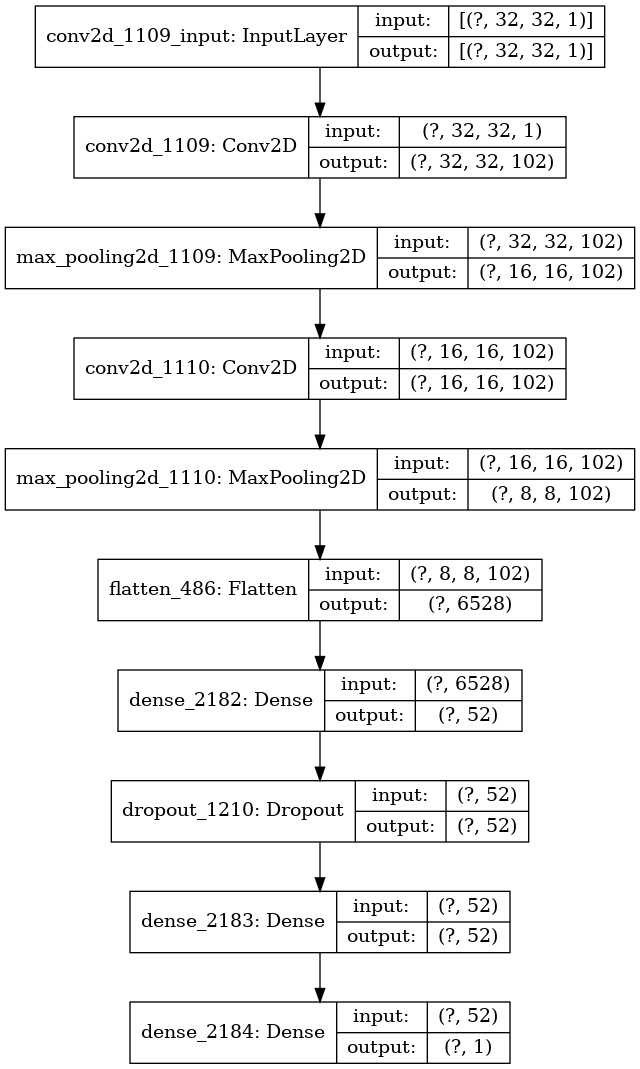 conv2d_1109_input: InputLayer
input: [(?, 32, 32, 1)]
output: [(?, 32, 32, 1)]
conv2d_1109: Conv2D
input: (?, 32, 32, 1)
output: (?, 32, 32, 102)
max_pooling2d_1109: MaxPooling2D
input: (?, 32, 32, 102)
output: (?, 16, 16, 102)
conv2d_1110: Conv2D
input: (?, 16, 16, 102)
output: (?, 16, 16, 102)
max_pooling2d_1110: MaxPooling2D
input: (?, 16, 16, 102)
output: (?, 8, 8, 102)
flatten_486: Flatten
input: (?, 8, 8, 102)
output: (?, 6528)
dense_2182: Dense
input: (?, 6528)
output: (?, 52)
dropout_1210: Dropout
input: (?, 52)
output: (?, 52)
dense_2183: Dense
input: (?, 52)
output: (?, 52)
dense_2184: Dense
input: (?, 52)
output: (?, 1)